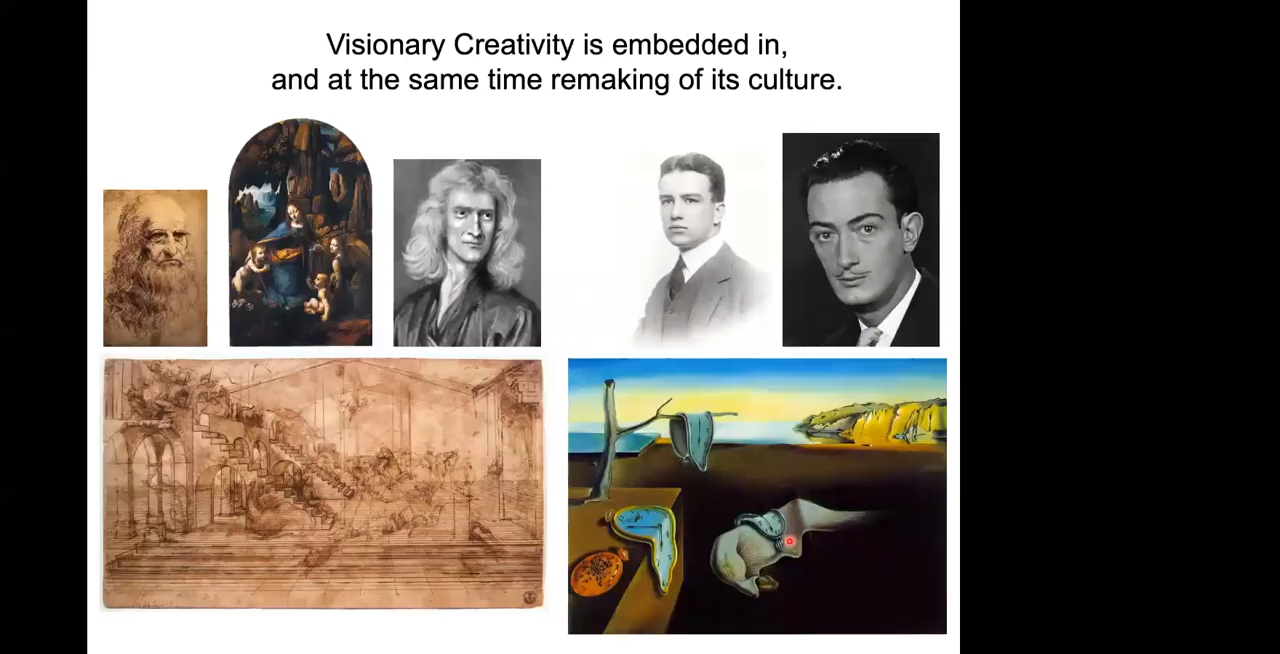 Visionary Creativity is embedded in,
and at the same time remaking of its culture.